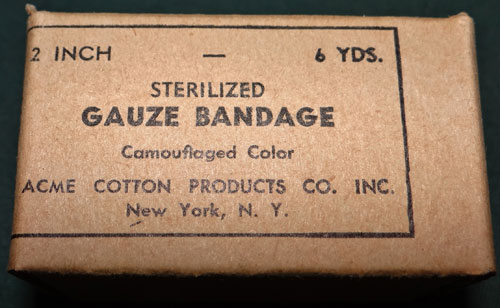 2 INCH — 6 YDS.
STERILIZED
GAUZE BANDAGE
Camouflaged Color
ACME COTTON PRODUCTS CO. INC.
New York, N. Y.